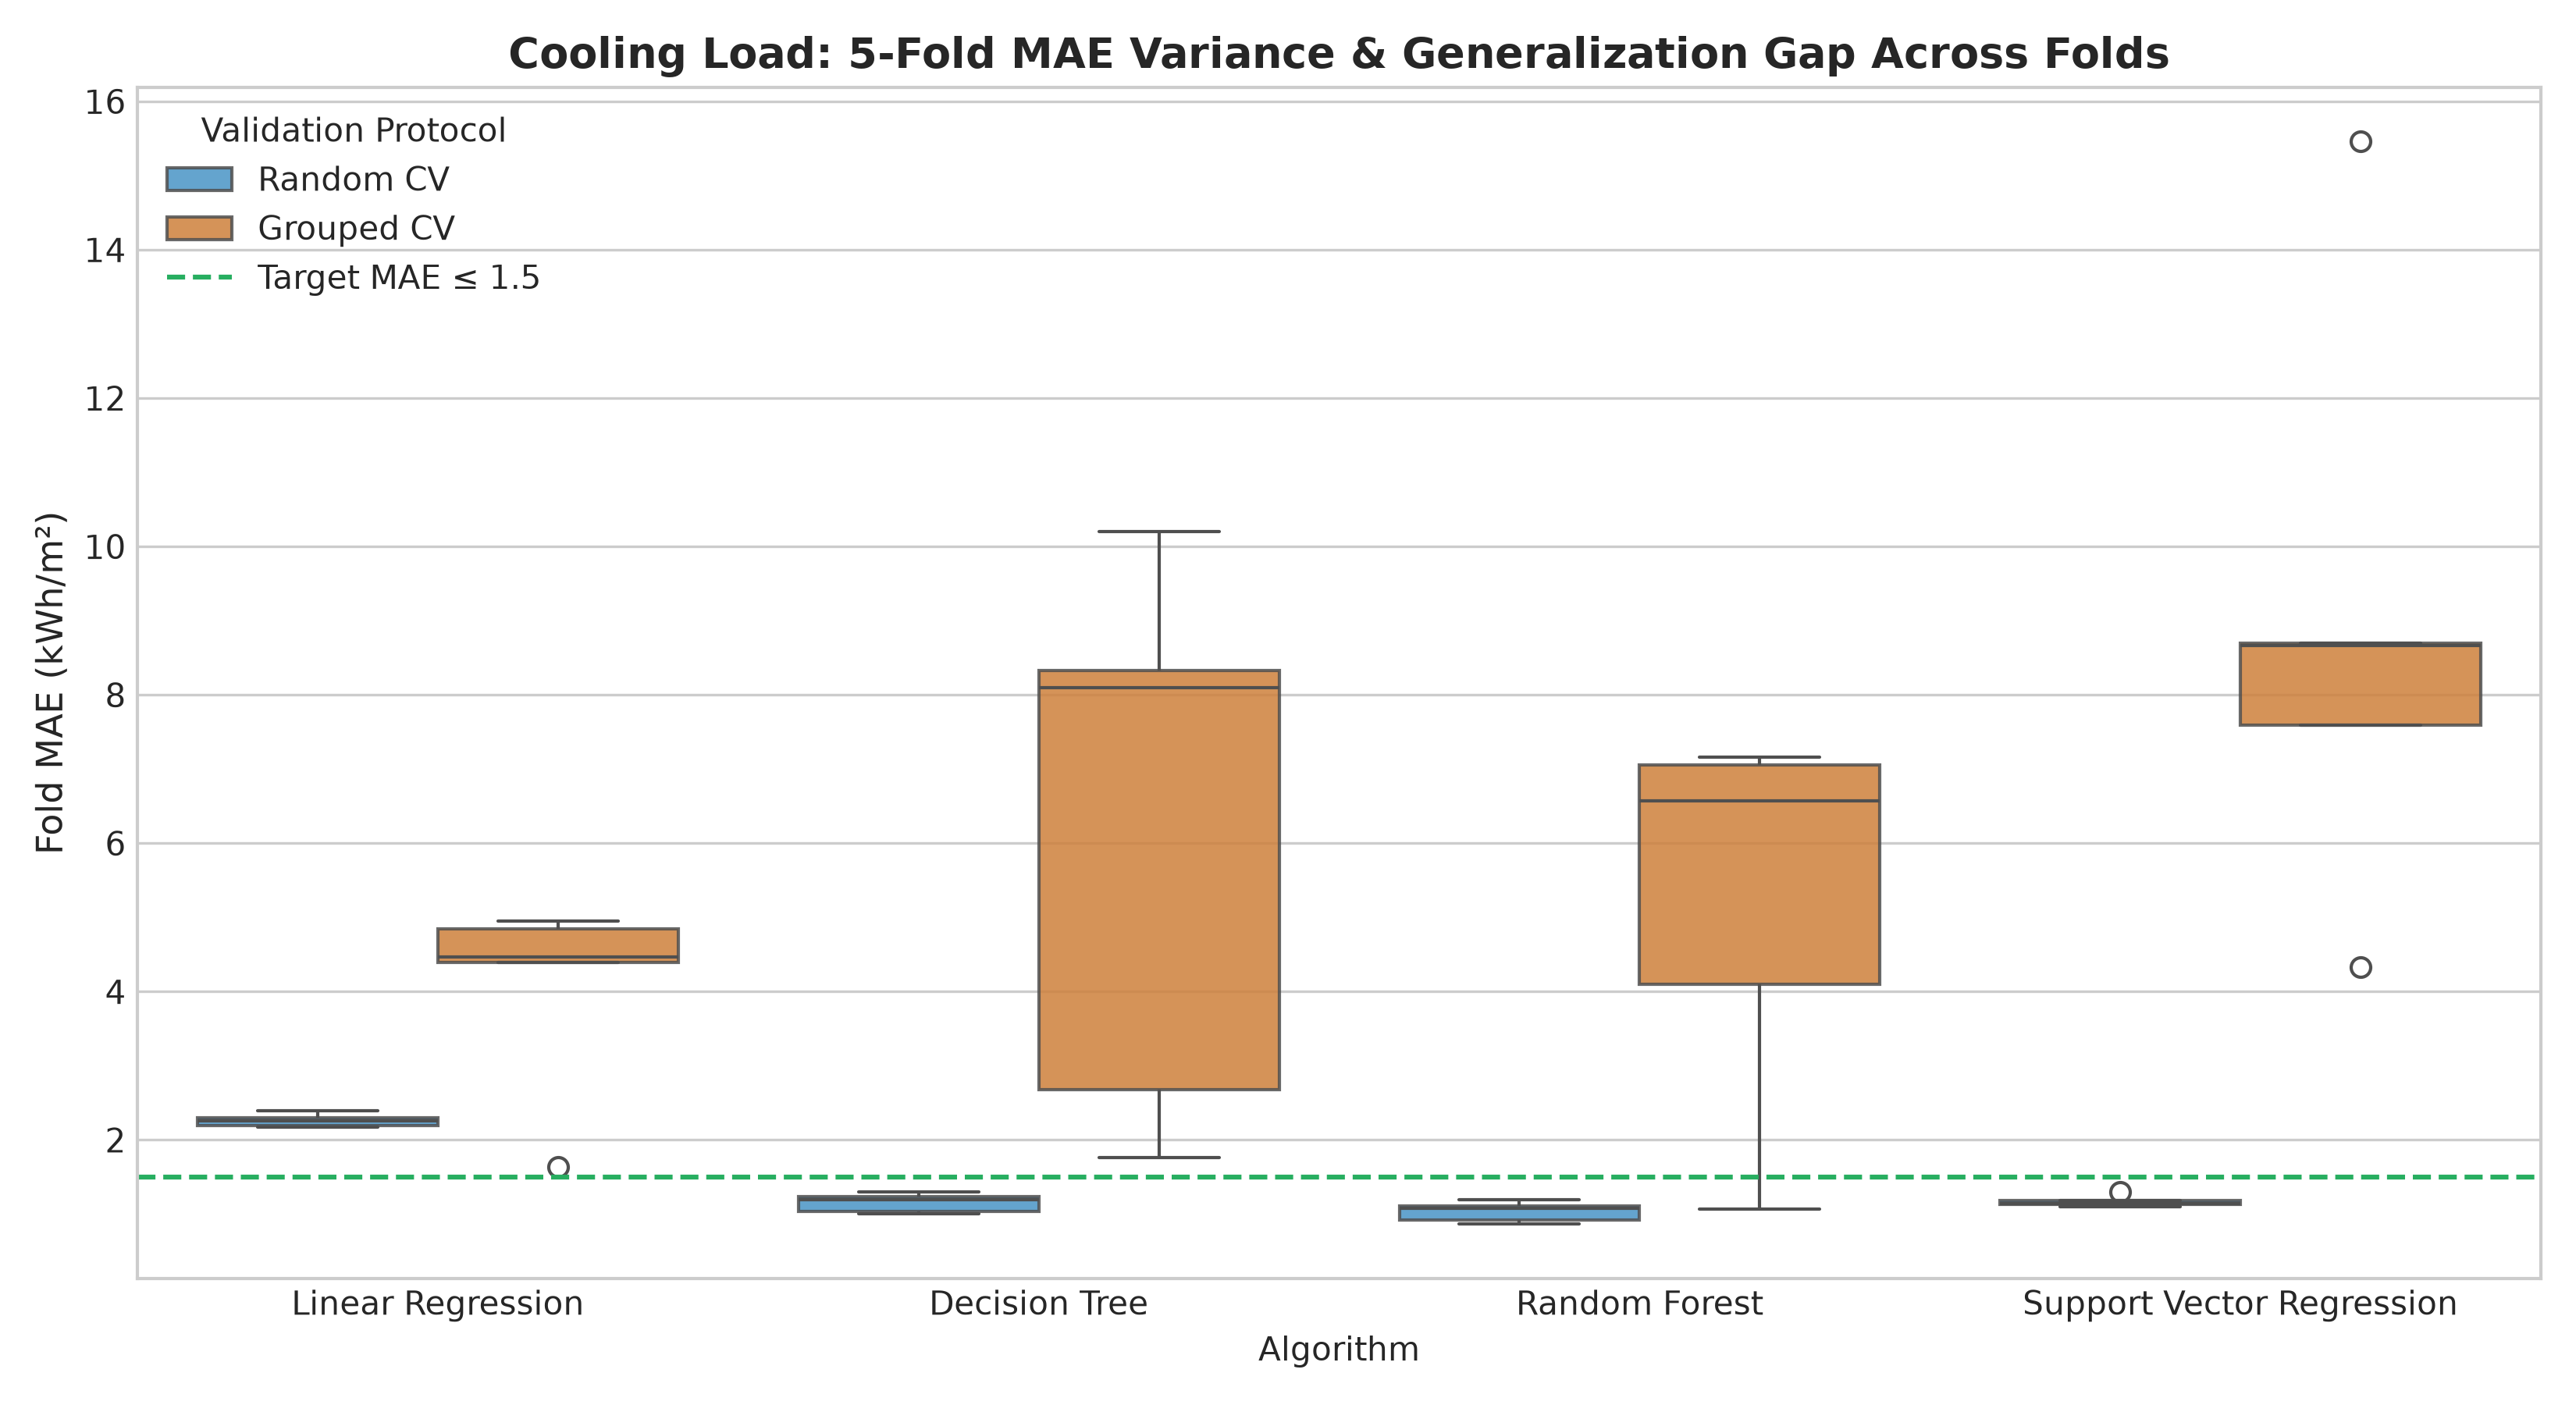 Cooling Load: 5-Fold MAE Variance & Generalization Gap Across Folds
Fold MAE (kWh/m²)
16
14
12
10
8
6
4
2
Validation Protocol
Random CV
Grouped CV
Target MAE ≤ 1.5
Linear Regression
Decision Tree
Random Forest
Support Vector Regression
Algorithm